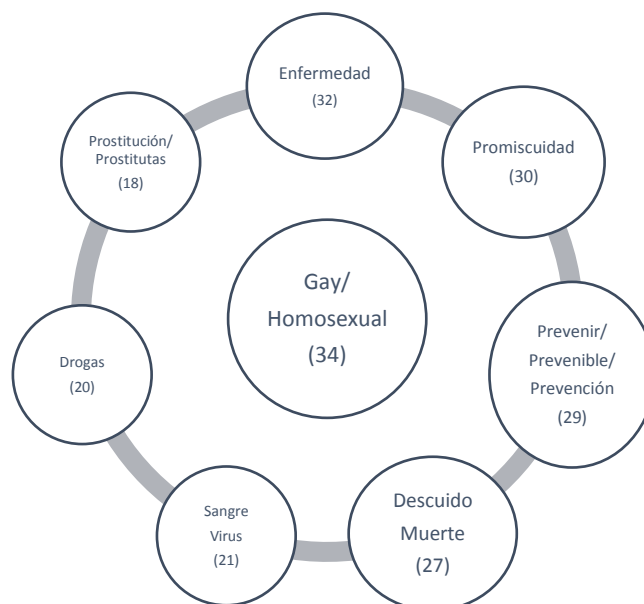 Enfermedad
(32)
Promiscuidad
(30)
Prevenir/
Prevenible/
Prevención
(29)
Descuido
Muerte
(27)
Sangre
Virus
(21)
Drogas
(20)
Prostitución/
Prostitutas
(18)
Gay/
Homosexual
(34)